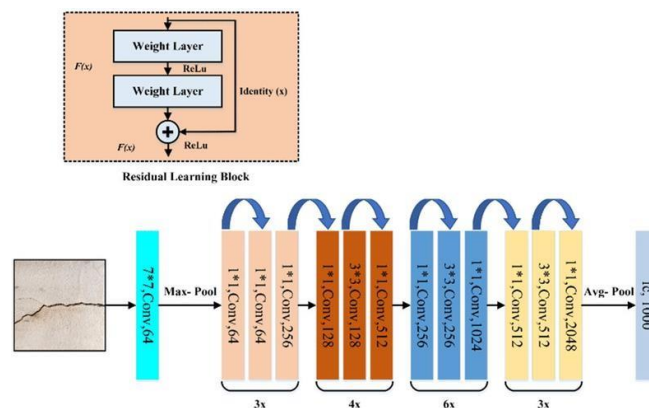 Weight Layer
F(x)
ReLu
Weight Layer
Identity (x)
+
F(x)
ReLu
Residual Learning Block
7*7,Conv,64
Max- Pool
1*1,Conv,64
1*1,Conv,64
1*1,Conv,256
1*1,Conv,128
3*3,Conv,128
1*1,Conv,512
1*1,Conv,256
3*3,Conv,256
1*1,Conv,1024
1*1,Conv,512
3*3,Conv,512
1*1,Conv,2048
Avg- Pool
3x
4x
6x
3x